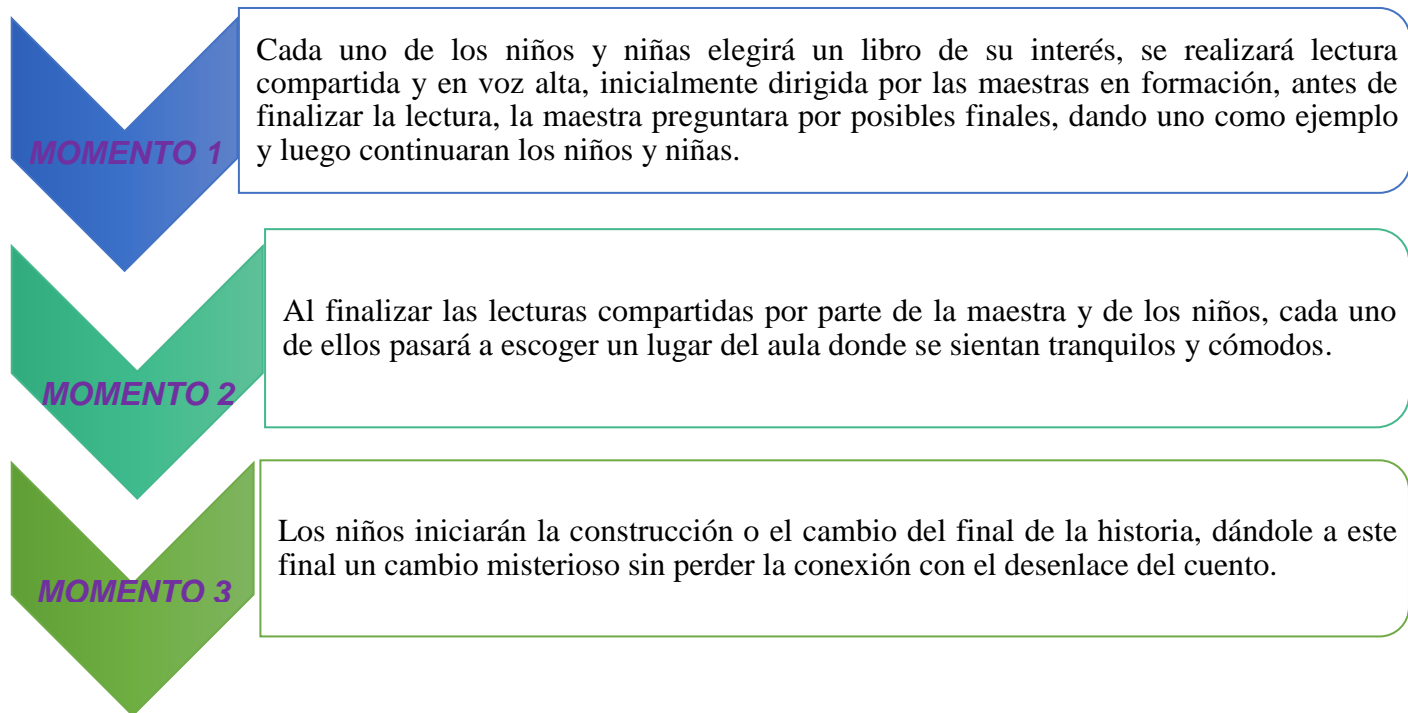 Cada uno de los niños y niñas elegirá un libro de su interés, se realizará lectura
compartida y en voz alta, inicialmente dirigida por las maestras en formación, antes de
finalizar la lectura, la maestra preguntara por posibles finales, dando uno como ejemplo
y luego continuaran los niños y niñas.
MOMENTO 1
Al finalizar las lecturas compartidas por parte de la maestra y de los niños, cada uno
de ellos pasará a escoger un lugar del aula donde se sientan tranquilos y cómodos.
MOMENTO 2
Los niños iniciarán la construcción o el cambio del final de la historia, dándole a este
final un cambio misterioso sin perder la conexión con el desenlace del cuento.
MOMENTO 3